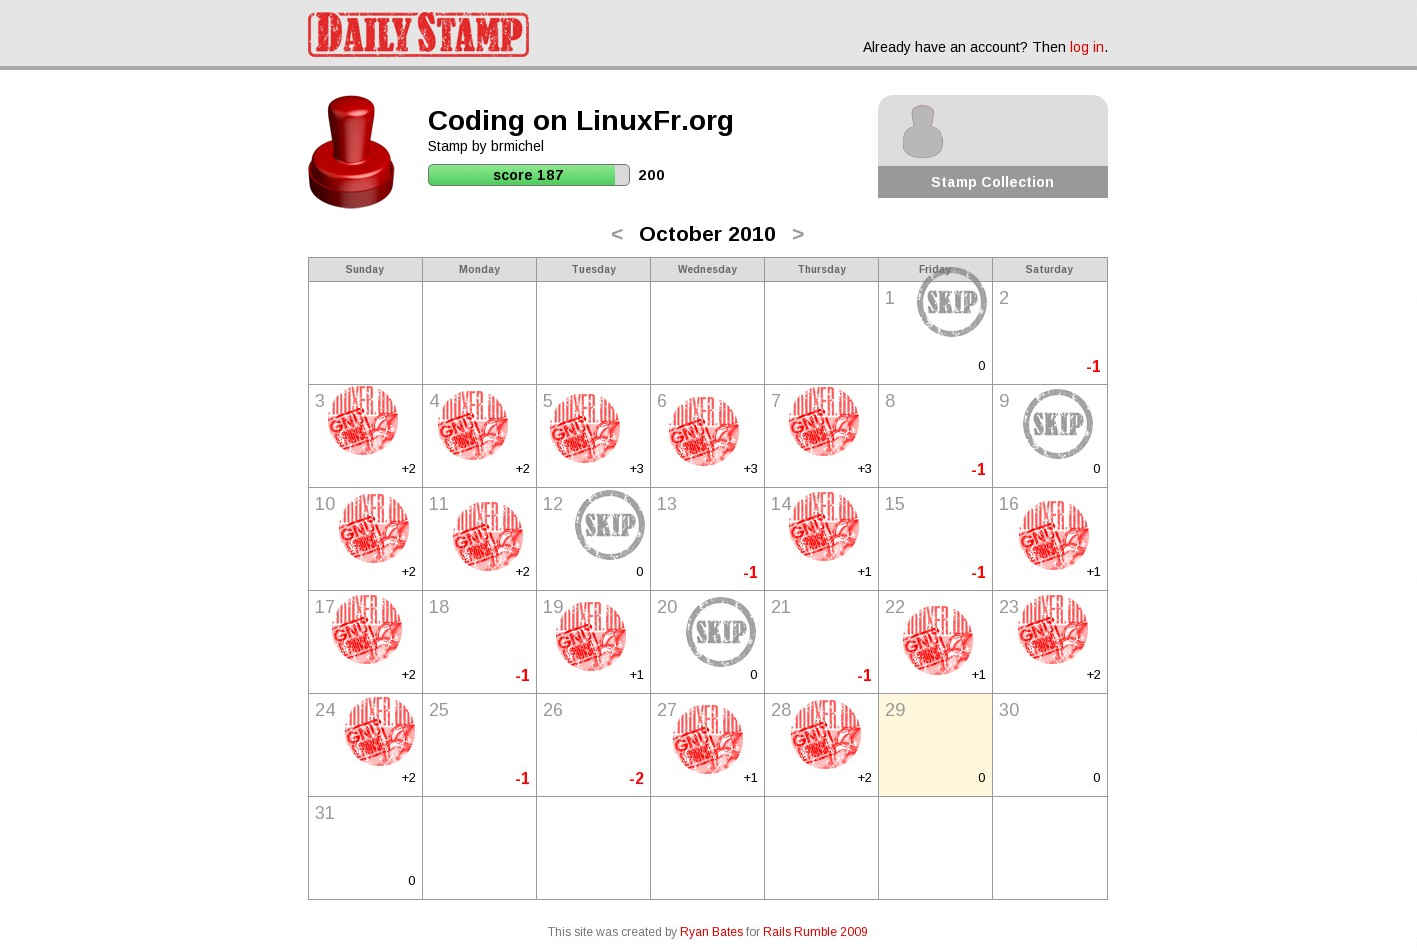 DAILY STAMP
Already have an account? Then log in.
Coding on LinuxFr.org
Stamp by brmichel
score 187 200
Stamp Collection
< October 2010 >
Sunday Monday Tuesday Wednesday Thursday Friday Saturday
1 SKIP 2
0 -1
3 4 5 6 7 8 9 SKIP
+2 +2 +3 +3 +3 -1 0
10 11 12 SKIP 13 14 15 16
+2 +2 0 -1 +1 -1 +1
17 18 19 20 SKIP 21 22 23
+2 -1 +1 0 -1 +1 +2
24 25 26 27 28 29 30
+2 -1 -2 +1 +2 0 0
31
0
This site was created by Ryan Bates for Rails Rumble 2009